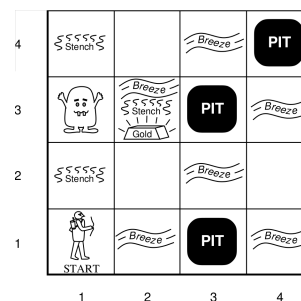 4
Stench
Breeze
PIT
3
Breeze
Stench
Gold
PIT
Breeze
2
Stench
Breeze
1
START
Breeze
PIT
Breeze
1 2 3 4